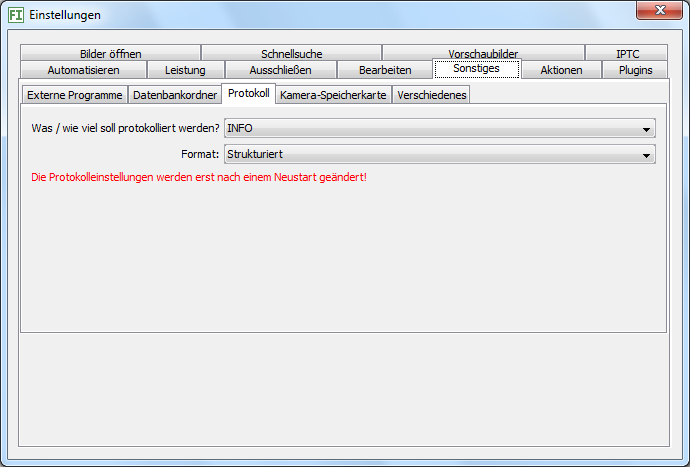 FI Einstellungen
Bilder öffnen Schnellsuche Vorschaubilder IPTC
Automatisieren Leistung Ausschließen Bearbeiten Sonstiges Aktionen Plugins
Externe Programme Datenbankordner Protokoll Kamera-Speicherkarte Verschiedenes
Was / wie viel soll protokolliert werden? INFO
Format: Strukturiert
Die Protokolleinstellungen werden erst nach einem Neustart geändert!